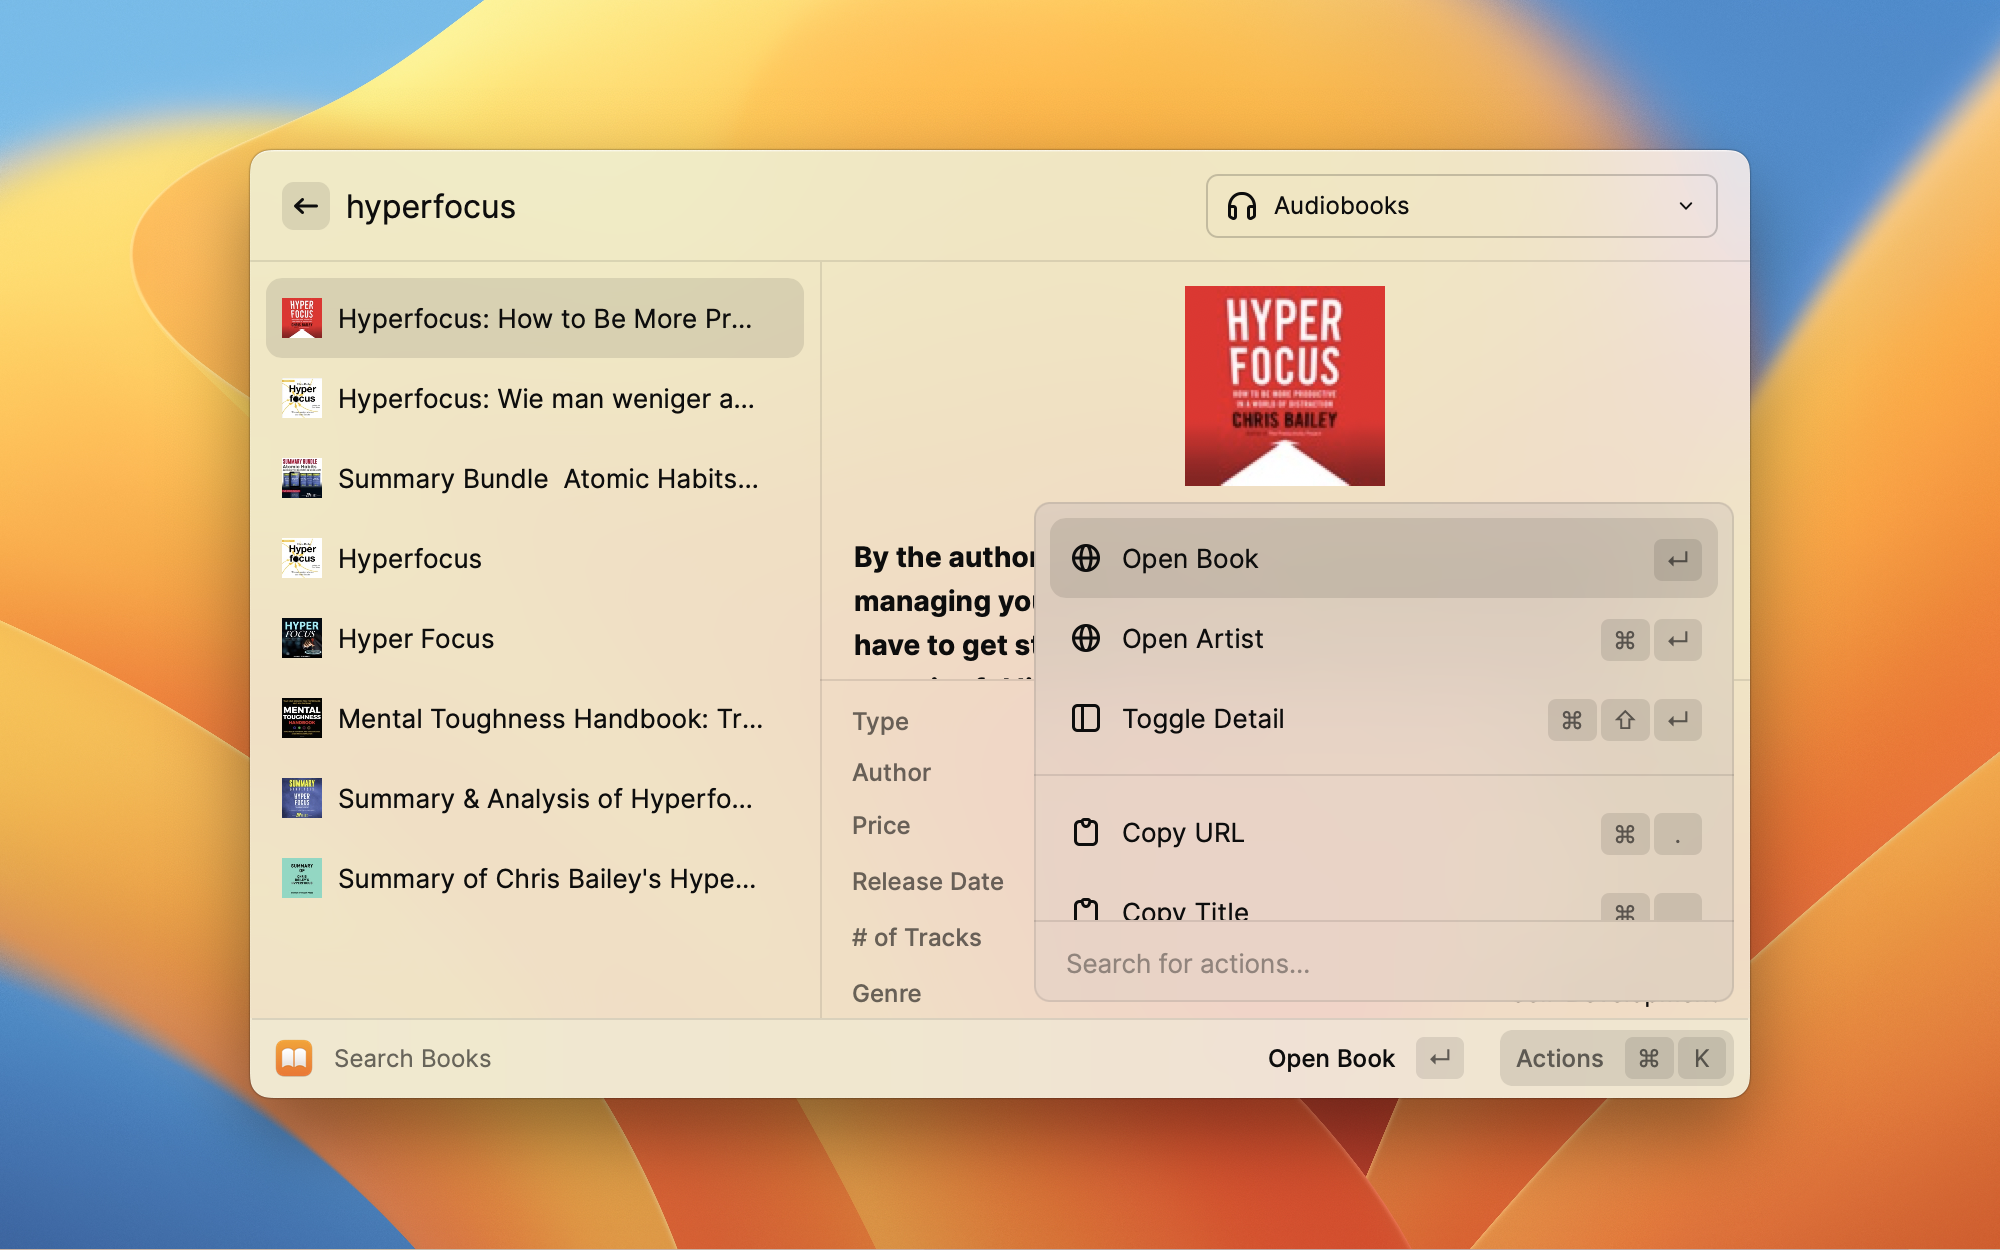 hyperfocus
Audiobooks
Hyperfocus: How to Be More Pr...
Hyperfocus: Wie man weniger a...
Summary Bundle  Atomic Habits...
Hyperfocus
Hyper Focus
Mental Toughness Handbook: Tr...
Summary & Analysis of Hyperfo...
Summary of Chris Bailey's Hype...
HYPER
FOCUS
HOW TO BE MORE PRODUCTIVE
IN A WORLD OF DISTRACTION
CHRIS BAILEY
By the author
managing you
have to get
Type
Author
Price
Release Date
# of Tracks
Genre
Open Book
Open Artist
Toggle Detail
Copy URL
⌘ .
Copy Title
Search for actions...
Search Books
Open Book
Actions ⌘ K